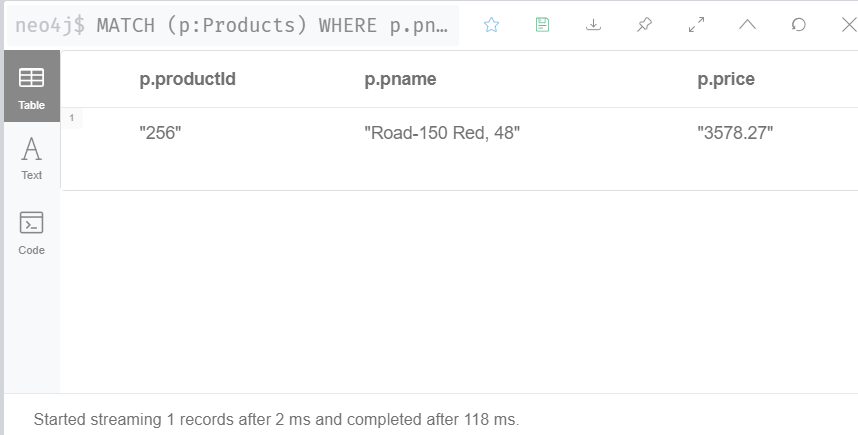 neo4j$ MATCH (p:Products) WHERE p.pn…
Table
p.productId p.pname p.price
1 "256" "Road-150 Red, 48" "3578.27"
A
Text
Code
Started streaming 1 records after 2 ms and completed after 118 ms.